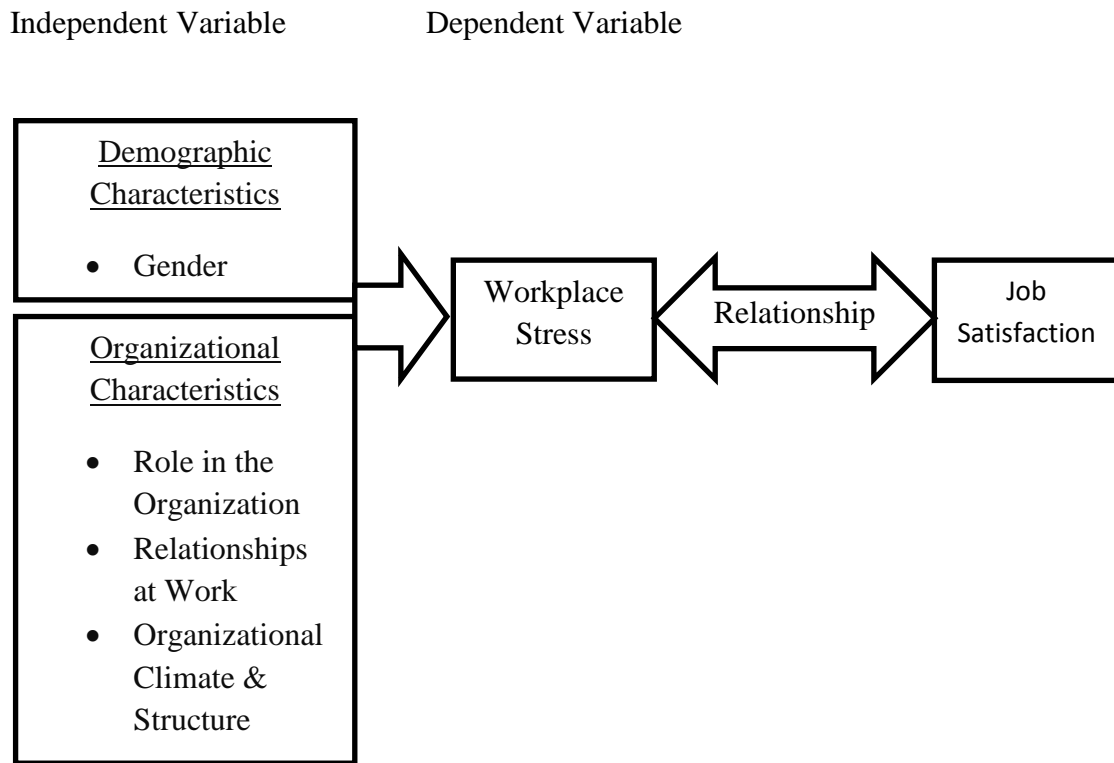 Independent Variable
Dependent Variable
Demographic
Characteristics
• Gender
Organizational
Characteristics
• Role in the
Organization
• Relationships
at Work
• Organizational
Climate &
Structure
Workplace
Stress
Relationship
Job
Satisfaction